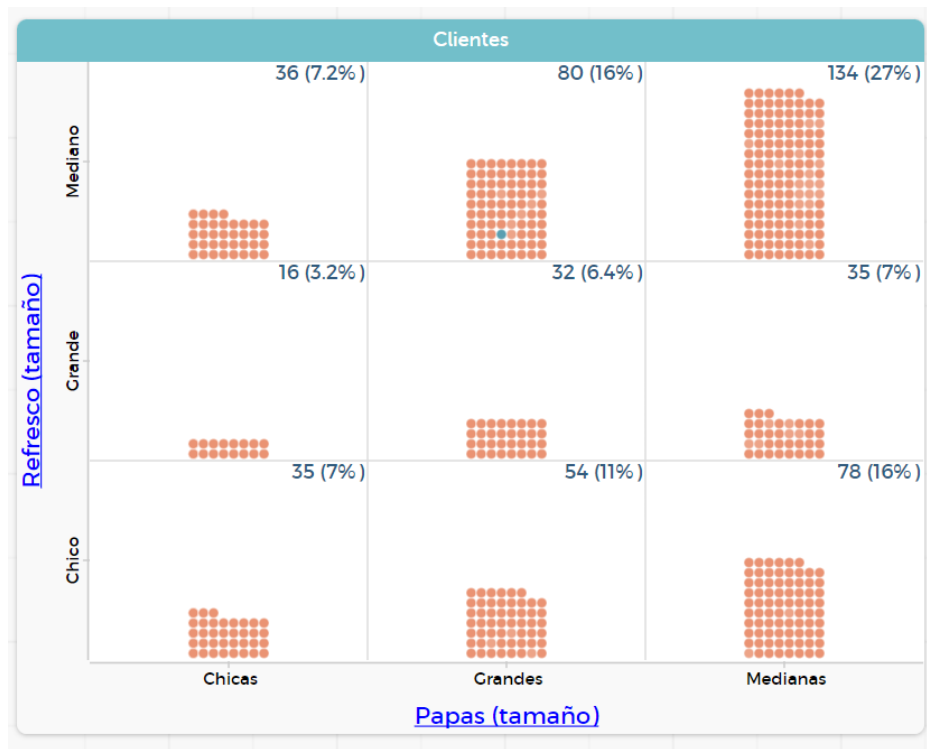 Clientes
Refresco (tamaño)
Mediano
36 (7.2%)
80 (16%)
134 (27%)
Grande
16 (3.2%)
32 (6.4%)
35 (7%)
Chico
35 (7%)
54 (11%)
78 (16%)
Chicas
Grandes
Medianas
Papas (tamaño)